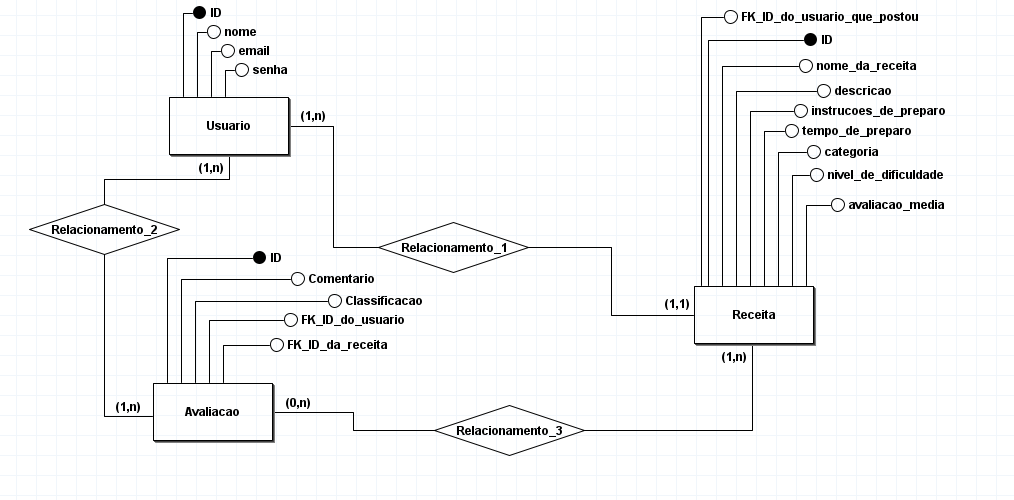 ID
nome
email
senha
Usuario
(1,n)
(1,n)
Relacionamento_2
Relacionamento_1
FK_ID_do_usuario_que_postou
ID
nome_da_receita
descricao
instrucoes_de_preparo
tempo_de_preparo
categoria
nivel_de_dificuldade
avaliacao_media
(1,1)
Receita
(1,n)
ID
Comentario
Classificacao
FK_ID_do_usuario
FK_ID_da_receita
(1,n)
Avaliacao
(0,n)
Relacionamento_3